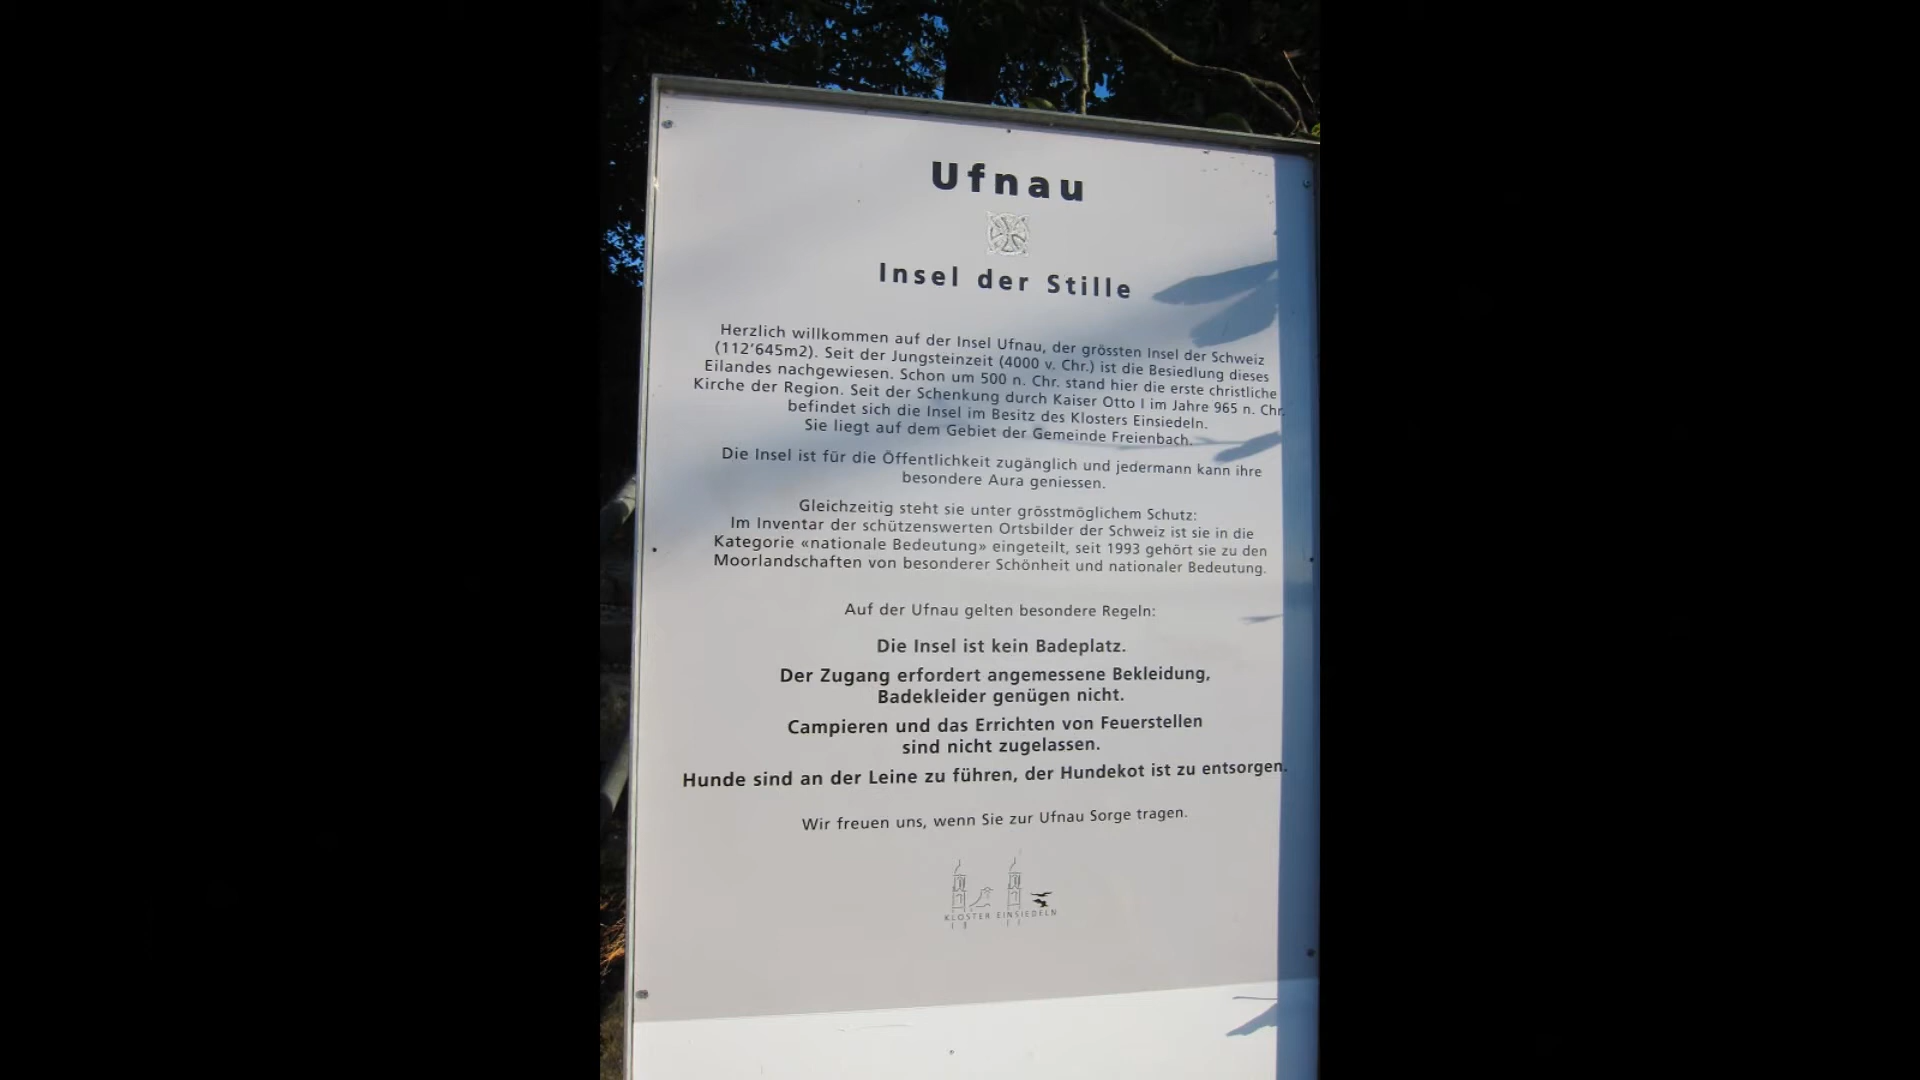 Ufnau
Insel der Stille
Herzlich willkommen auf der Insel Ufnau, der grössten Insel der Schweiz
(112'645m2). Seit der Jungsteinzeit (4000 v. Chr.) ist die Besiedlung dieses
Eilandes nachgewiesen. Schon um 500 n. Chr. stand hier die erste christliche
Kirche der Region. Seit der Schenkung durch Kaiser Otto I im Jahre 965 n. Chr.
befindet sich die Insel im Besitz des Klosters Einsiedeln.
Sie liegt auf dem Gebiet der Gemeinde Freienbach.
Die Insel ist für die Öffentlichkeit zugänglich und jedermann kann ihre
besondere Aura geniessen.
Gleichzeitig steht sie unter grösstmöglichem Schutz:
Im Inventar der schützenswerten Ortsbilder der Schweiz ist sie in die
Kategorie «nationale Bedeutung» eingeteilt, seit 1993 gehört sie zu den
Moorlandschaften von besonderer Schönheit und nationaler Bedeutung.
Auf der Ufnau gelten besondere Regeln:
Die Insel ist kein Badeplatz.
Der Zugang erfordert angemessene Bekleidung,
Badekleider genügen nicht.
Campieren und das Errichten von Feuerstellen
sind nicht zugelassen.
Hunde sind an der Leine zu führen, der Hundekot ist zu entsorgen.
Wir freuen uns, wenn Sie zur Ufnau Sorge tragen.
KLOSTER EINSIEDELN